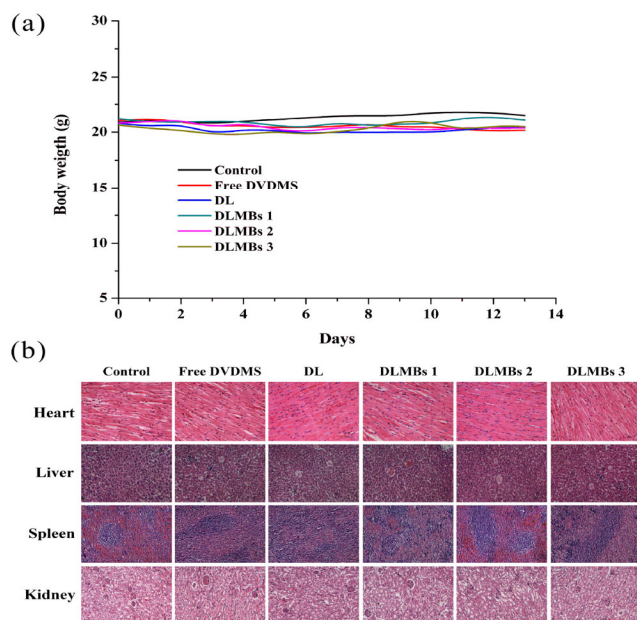 (a)
30
25
20
15
10
5
0 2 4 6 8 10 12 14
Body weigth (g)
Days
Control
Free DVDMS
DL
DLMBs 1
DLMBs 2
DLMBs 3
(b)
Control Free DVDMS DL DLMBs 1 DLMBs 2 DLMBs 3
Heart
Liver
Spleen
Kidney